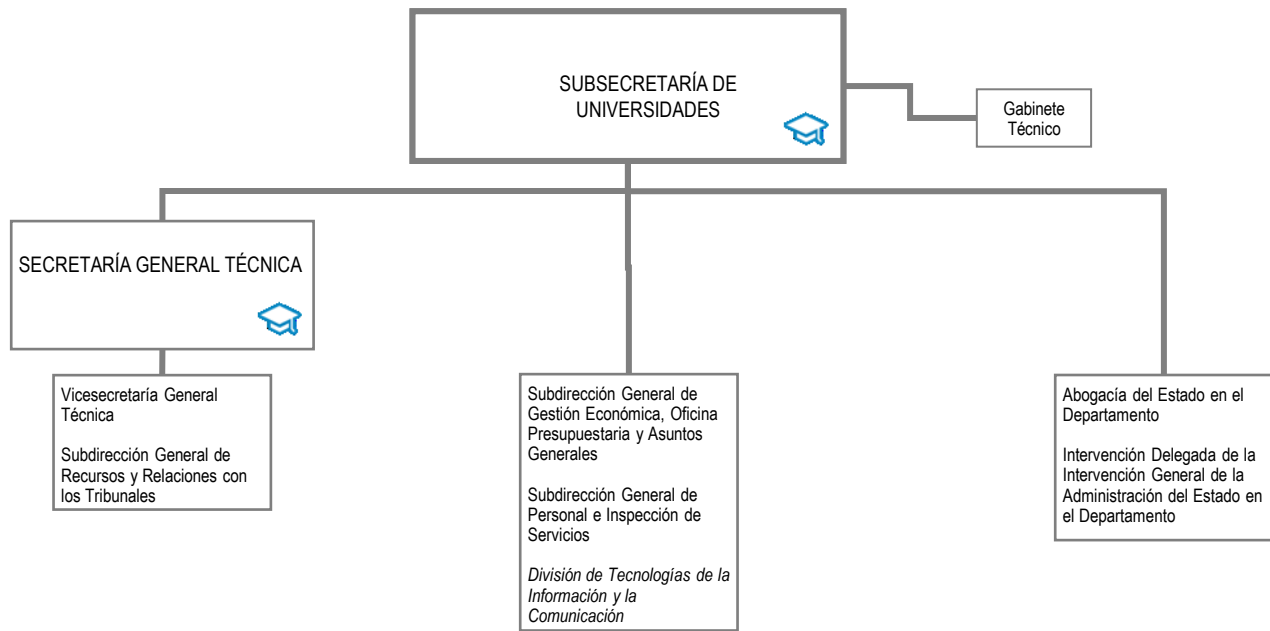 SUBSECRETARÍA DE
UNIVERSIDADES
Gabinete
Técnico
SECRETARÍA GENERAL TÉCNICA
Vicesecretaría General
Técnica
Subdirección General de
Recursos y Relaciones con
los Tribunales
Subdirección General de
Gestión Económica, Oficina
Presupuestaria y Asuntos
Generales
Subdirección General de
Personal e Inspección de
Servicios
División de Tecnologías de la
Información y la
Comunicación
Abogacía del Estado en el
Departamento
Intervención Delegada de la
Intervención General de la
Administración del Estado en
el Departamento